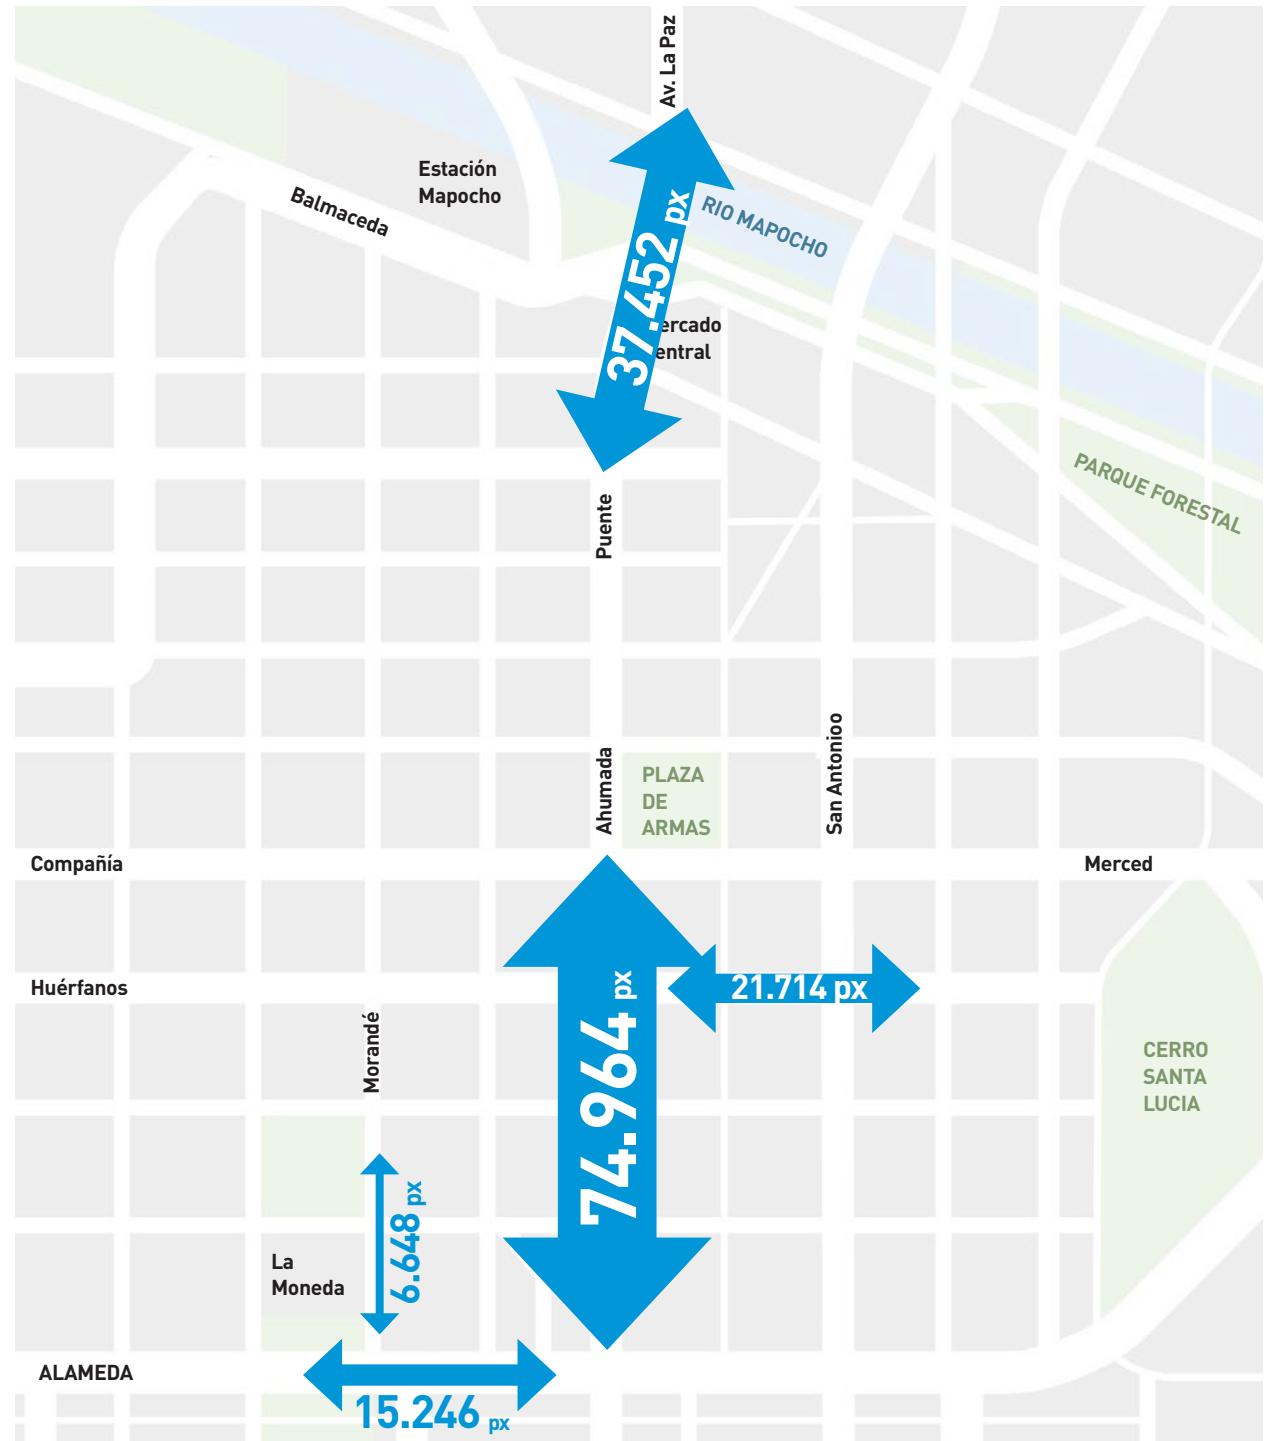 Av. La Paz
Estación
Mapocho
Balmaceda
RIO MAPOCHO
37.452 px
ercado
entral
PARQUE FORESTAL
Puente
Ahumada
San Antonioo
PLAZA
DE
ARMAS
Compañía
Merced
Huérfanos
21.714 px
74.964 px
Morandé
CERRO
SANTA
LUCIA
6.648 px
La
Moneda
ALAMEDA
15.246 px